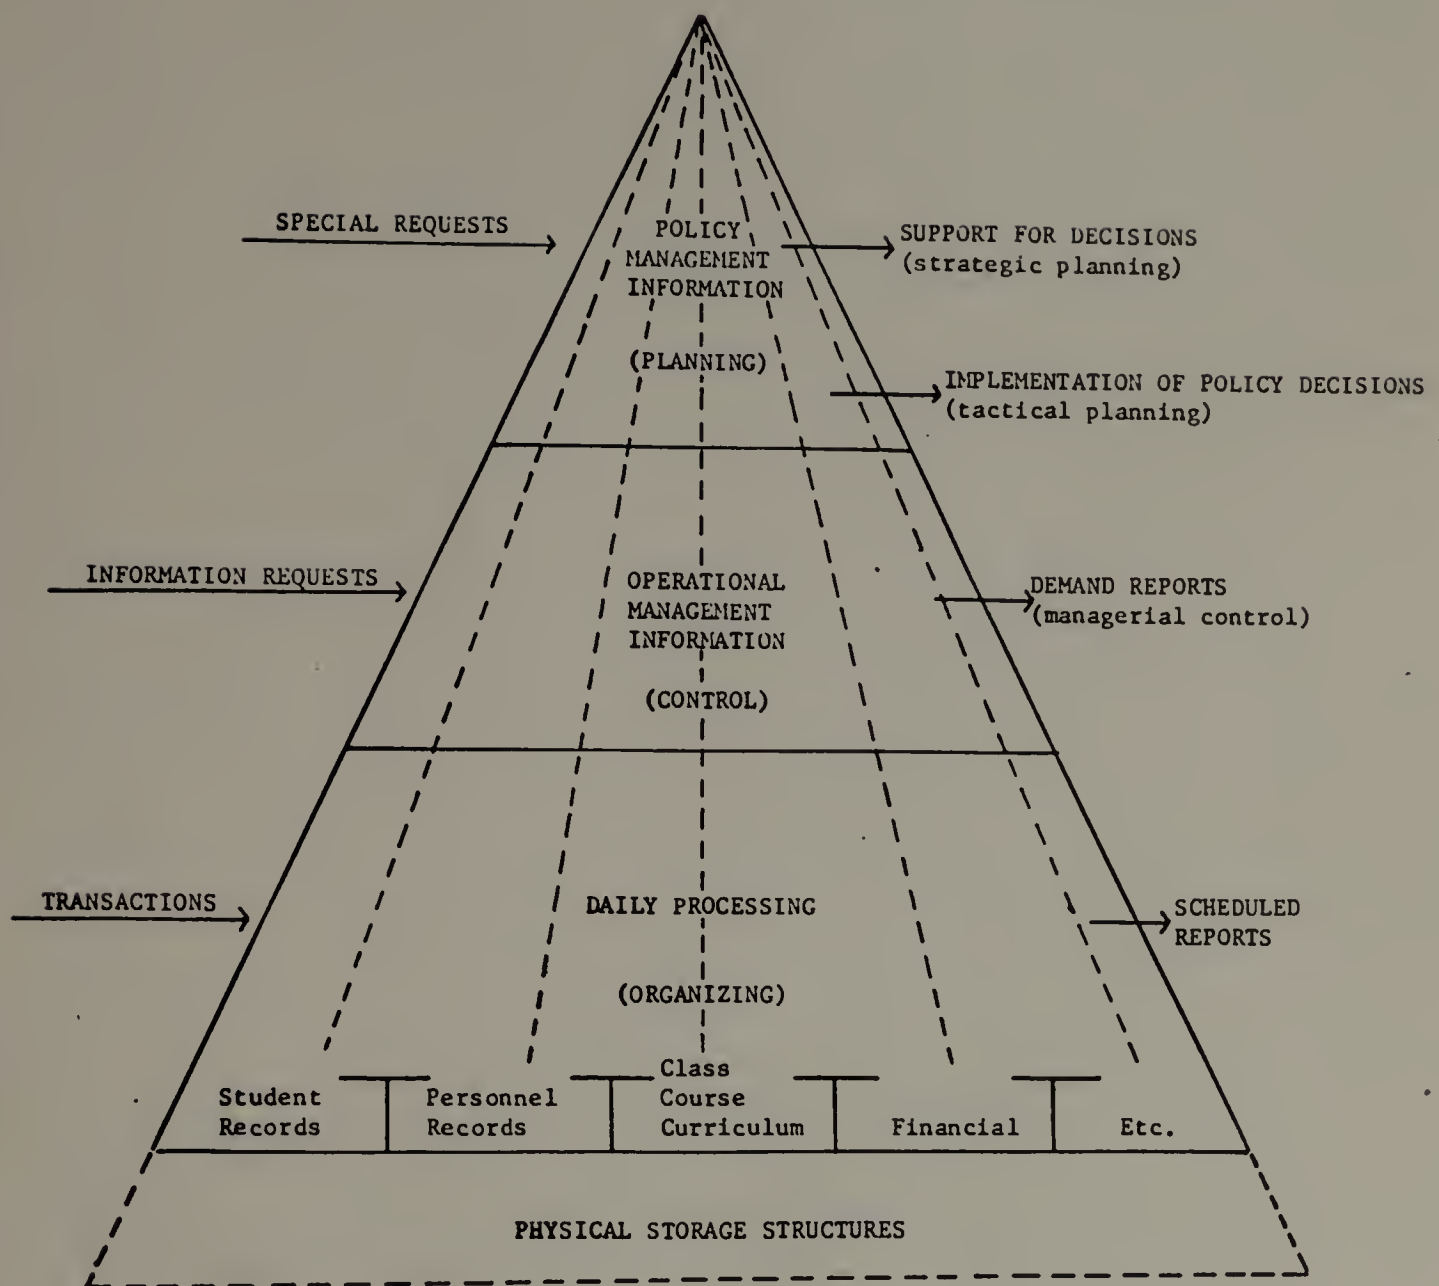 SPECIAL REQUESTS
POLICY
MANAGEMENT
INFORMATION
(PLANNING)
SUPPORT FOR DECISIONS
(strategic planning)
IMPLEMENTATION OF POLICY DECISIONS
(tactical planning)
INFORMATION REQUESTS
OPERATIONAL
MANAGEMENT
INFORMATION
(CONTROL)
DEMAND REPORTS
(managerial control)
TRANSACTIONS
DAILY PROCESSING
(ORGANIZING)
SCHEDULED
REPORTS
Student
Records
Personnel
Records
Class
Course
Curriculum
Financial
Etc.
PHYSICAL STORAGE STRUCTURES